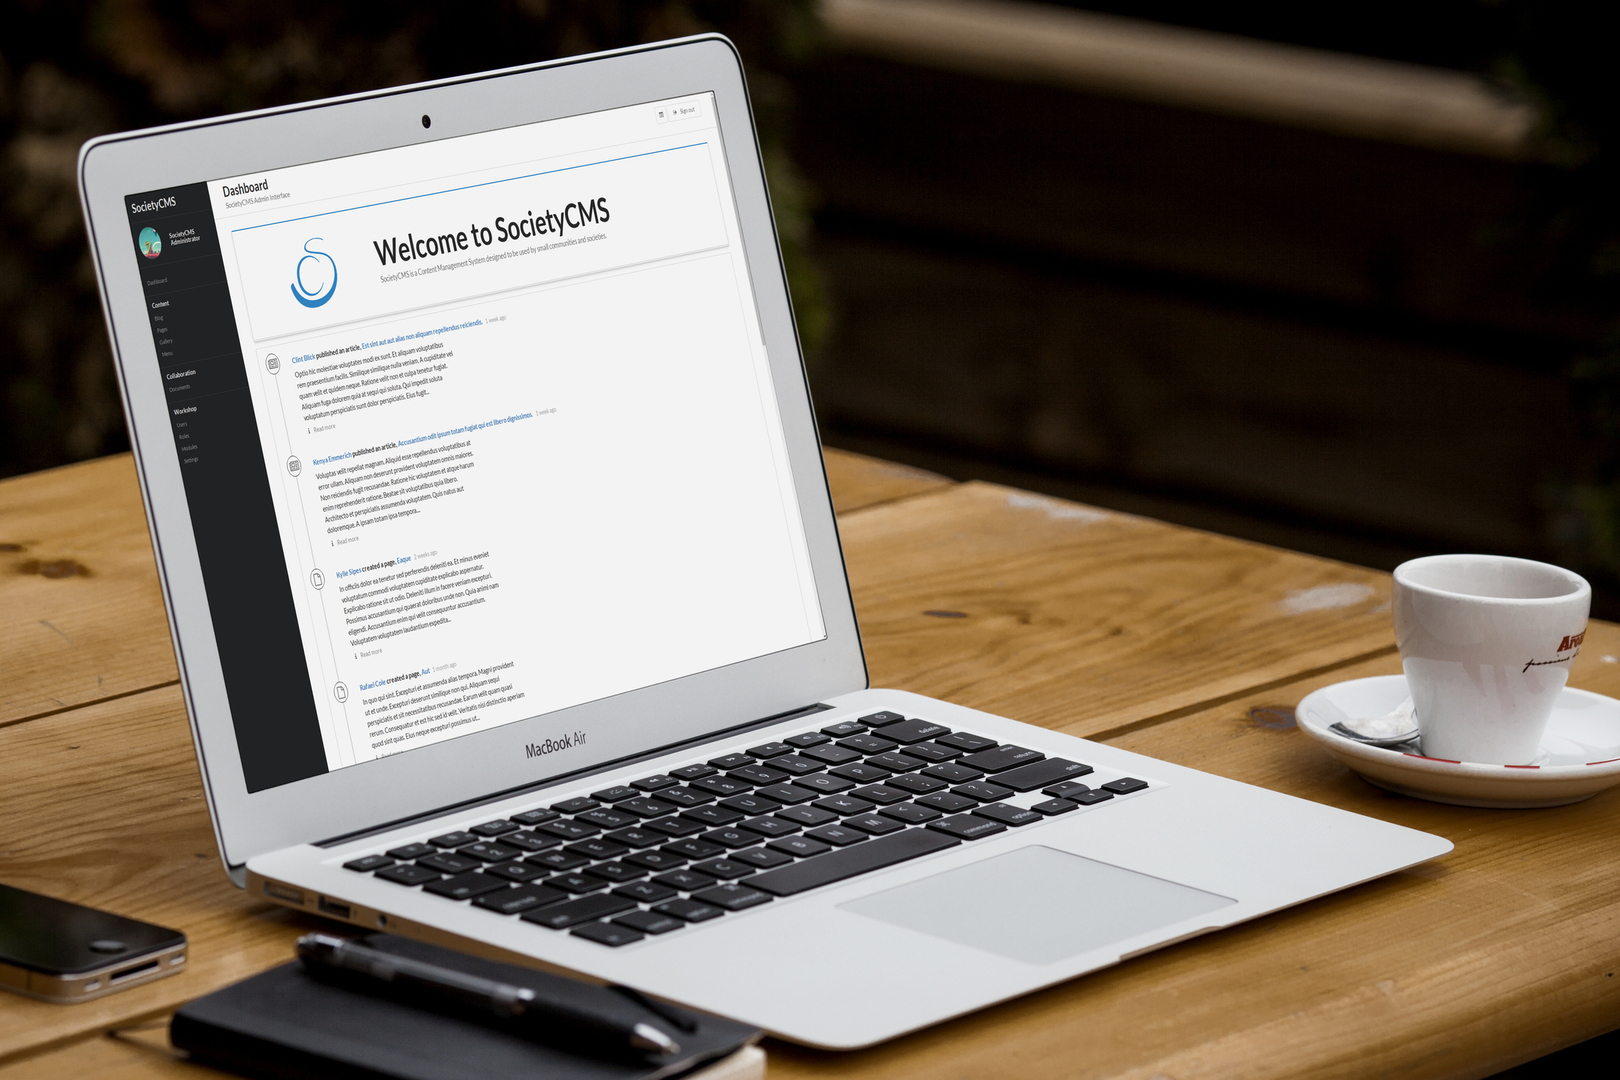 Sign out
SocietyCMS
Dashboard
SocietyCMS Admin Interface
SocietyCMS
Administrator
Dashboard
Content
Blog
Pages
Gallery
Menu
Collaboration
Documents
Workshop
Users
Roles
Modules
Settings
Welcome to SocietyCMS
SocietyCMS is a Content Management System designed to be used by small communities and societies.
Clint Blick published an article, Est sint aut aut alias non aliquam repellendus reiciendis. 1 week ago
Optio hic molestiae voluptates modi ex sunt. Et aliquam voluptatibus
rem praesentium facilis. Similique similique nulla veniam. A cupiditate vel
quam velit et quidem neque. Ratione velit non et culpa tenetur fugiat.
Aliquam fuga dolorem quia at sequi qui soluta. Qui impedit soluta
voluptatum perspiciatis sunt dolor perspiciatis. Eius fugit...
Read more
Kenya Emmerich published an article, Accusantium odit ipsum totam fugiat qui est libero dignissimos. 1 week ago
Voluptas velit repellat magnam. Aliquid esse repellendus voluptatibus at
error ullam. Aliquam non deserunt provident voluptatem omnis maiores.
Non reiciendis fugit recusandae. Ratione hic voluptatem et atque harum
enim reprehenderit ratione. Beatae sit voluptatibus quia libero.
Architecto et perspiciatis assumenda voluptatem. Quis natus aut
doloremque. A ipsam totam ipsa tempora...
Read more
Kylie Sipes created a page, Eaque 2 weeks ago
In officiis dolor ea tenetur sed perferendis deleniti ea. Et minus eveniet
voluptatum commodi voluptatem cupiditate explicabo aspernatur.
Explicabo ratione sit ut odio. Deleniti illum in facere veniam excepturi.
Possimus accusantium qui quaerat doloribus unde non. Quia animi nam
eligendi. Accusantium enim qui velit consequuntur accusantium.
Voluptatem voluptatem laudantium expedita...
Read more
Rafael Cole created a page, Aut 1 month ago
In quo qui sint. Excepturi et assumenda alias tempora. Magni provident
ut et unde. Excepturi deserunt similique non qui. Aliquam sequi
perspiciatis et sit necessitatibus recusandae. Earum velit quam quasi
rerum. Consequatur et est hic sed id velit. Veritatis nisi distinctio aperiam
quod sint quas. Eius neque excepturi possimus ut...
MacBook Air